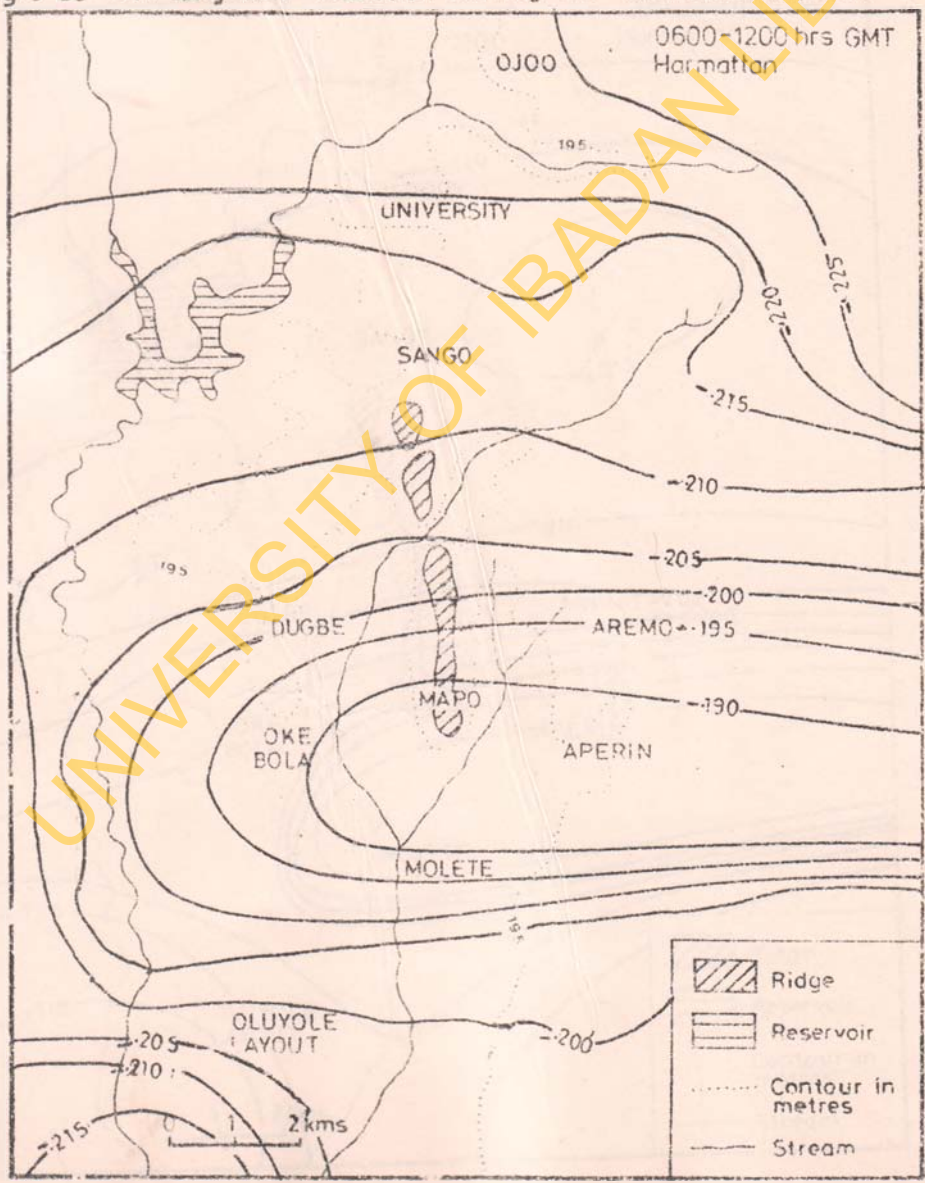 0600-1200 hrs GMT
Harmattan
OJOO
195
UNIVERSITY
-.225
-.220
SANGO
-.215
-.210
195
-.205
-.200
DUGBE
AREMO
-.195
MAPO
-.190
OKE
BOLA
APERIN
MOLETE
195
OLUYOLE
LAYOUT
-.200
-.205
-.210
-.215
0 1 2 kms
Ridge
Reservoir
Contour in
metres
Stream
UNIVERSITY OF IBADAN LIB